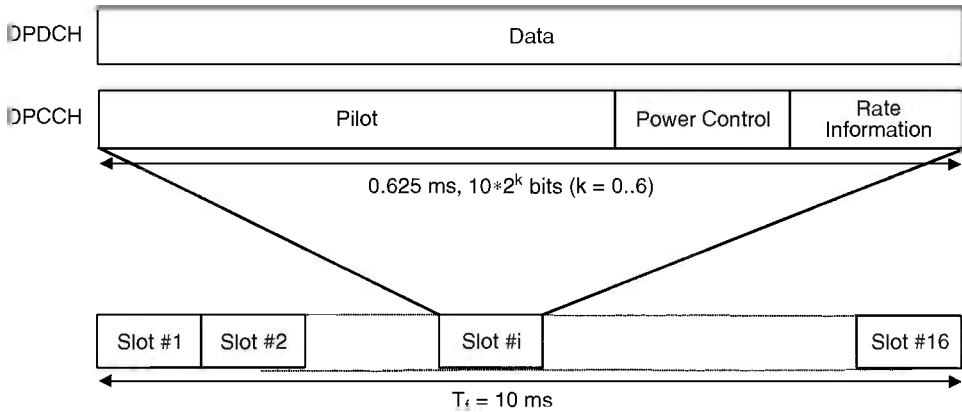 DPDCH
Data
DPCCH
Pilot
Power Control
Rate
Information
0.625 ms, 10*2^k bits (k = 0..6)
Slot #1
Slot #2
Slot #i
Slot #16
T_f = 10 ms